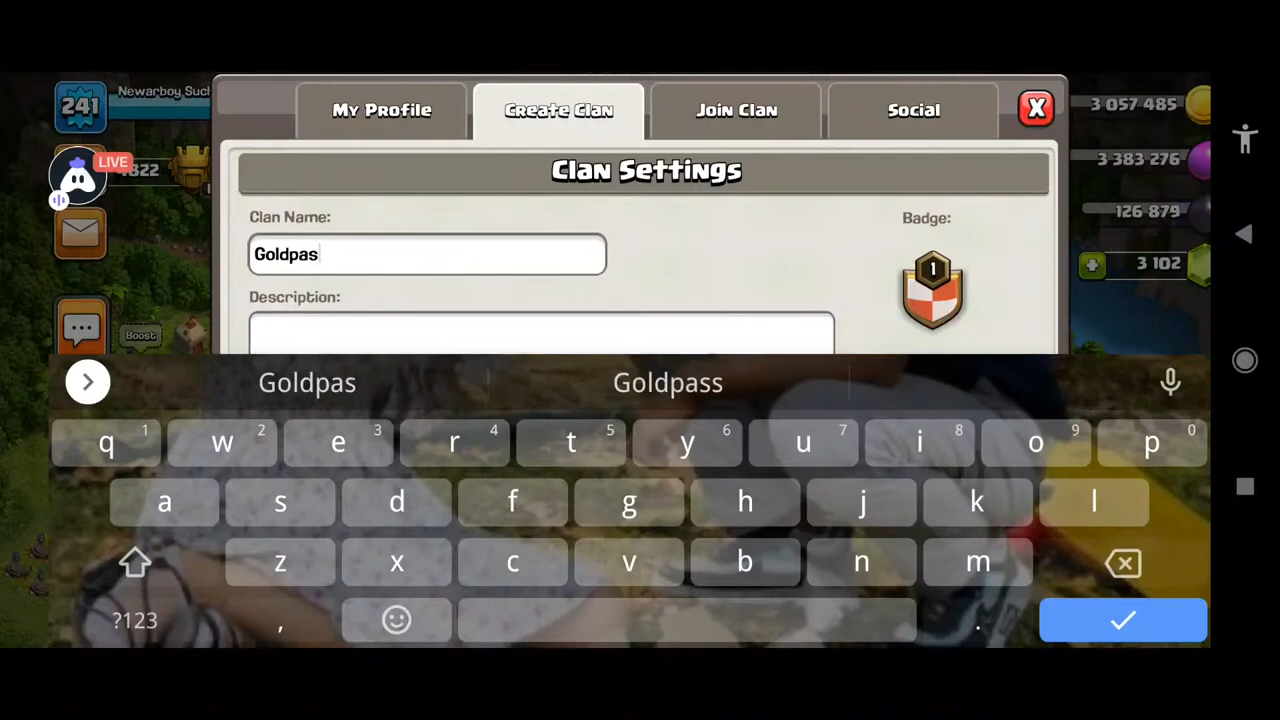 My Profile
Create Clan
Join Clan
Social
X
241
Newarboy Such
3 057 485
LIVE
4822
3 383 276
126 879
3 102
Clan Settings
Clan Name:
Badge:
Goldpas
1
Description:
Boost
Goldpas
Goldpass
q 1 w 2 e 3 r 4 t 5 y 6 u 7 i 8 o 9 p 0
a s d f g h j k l
z x c v b n m
?123 , .